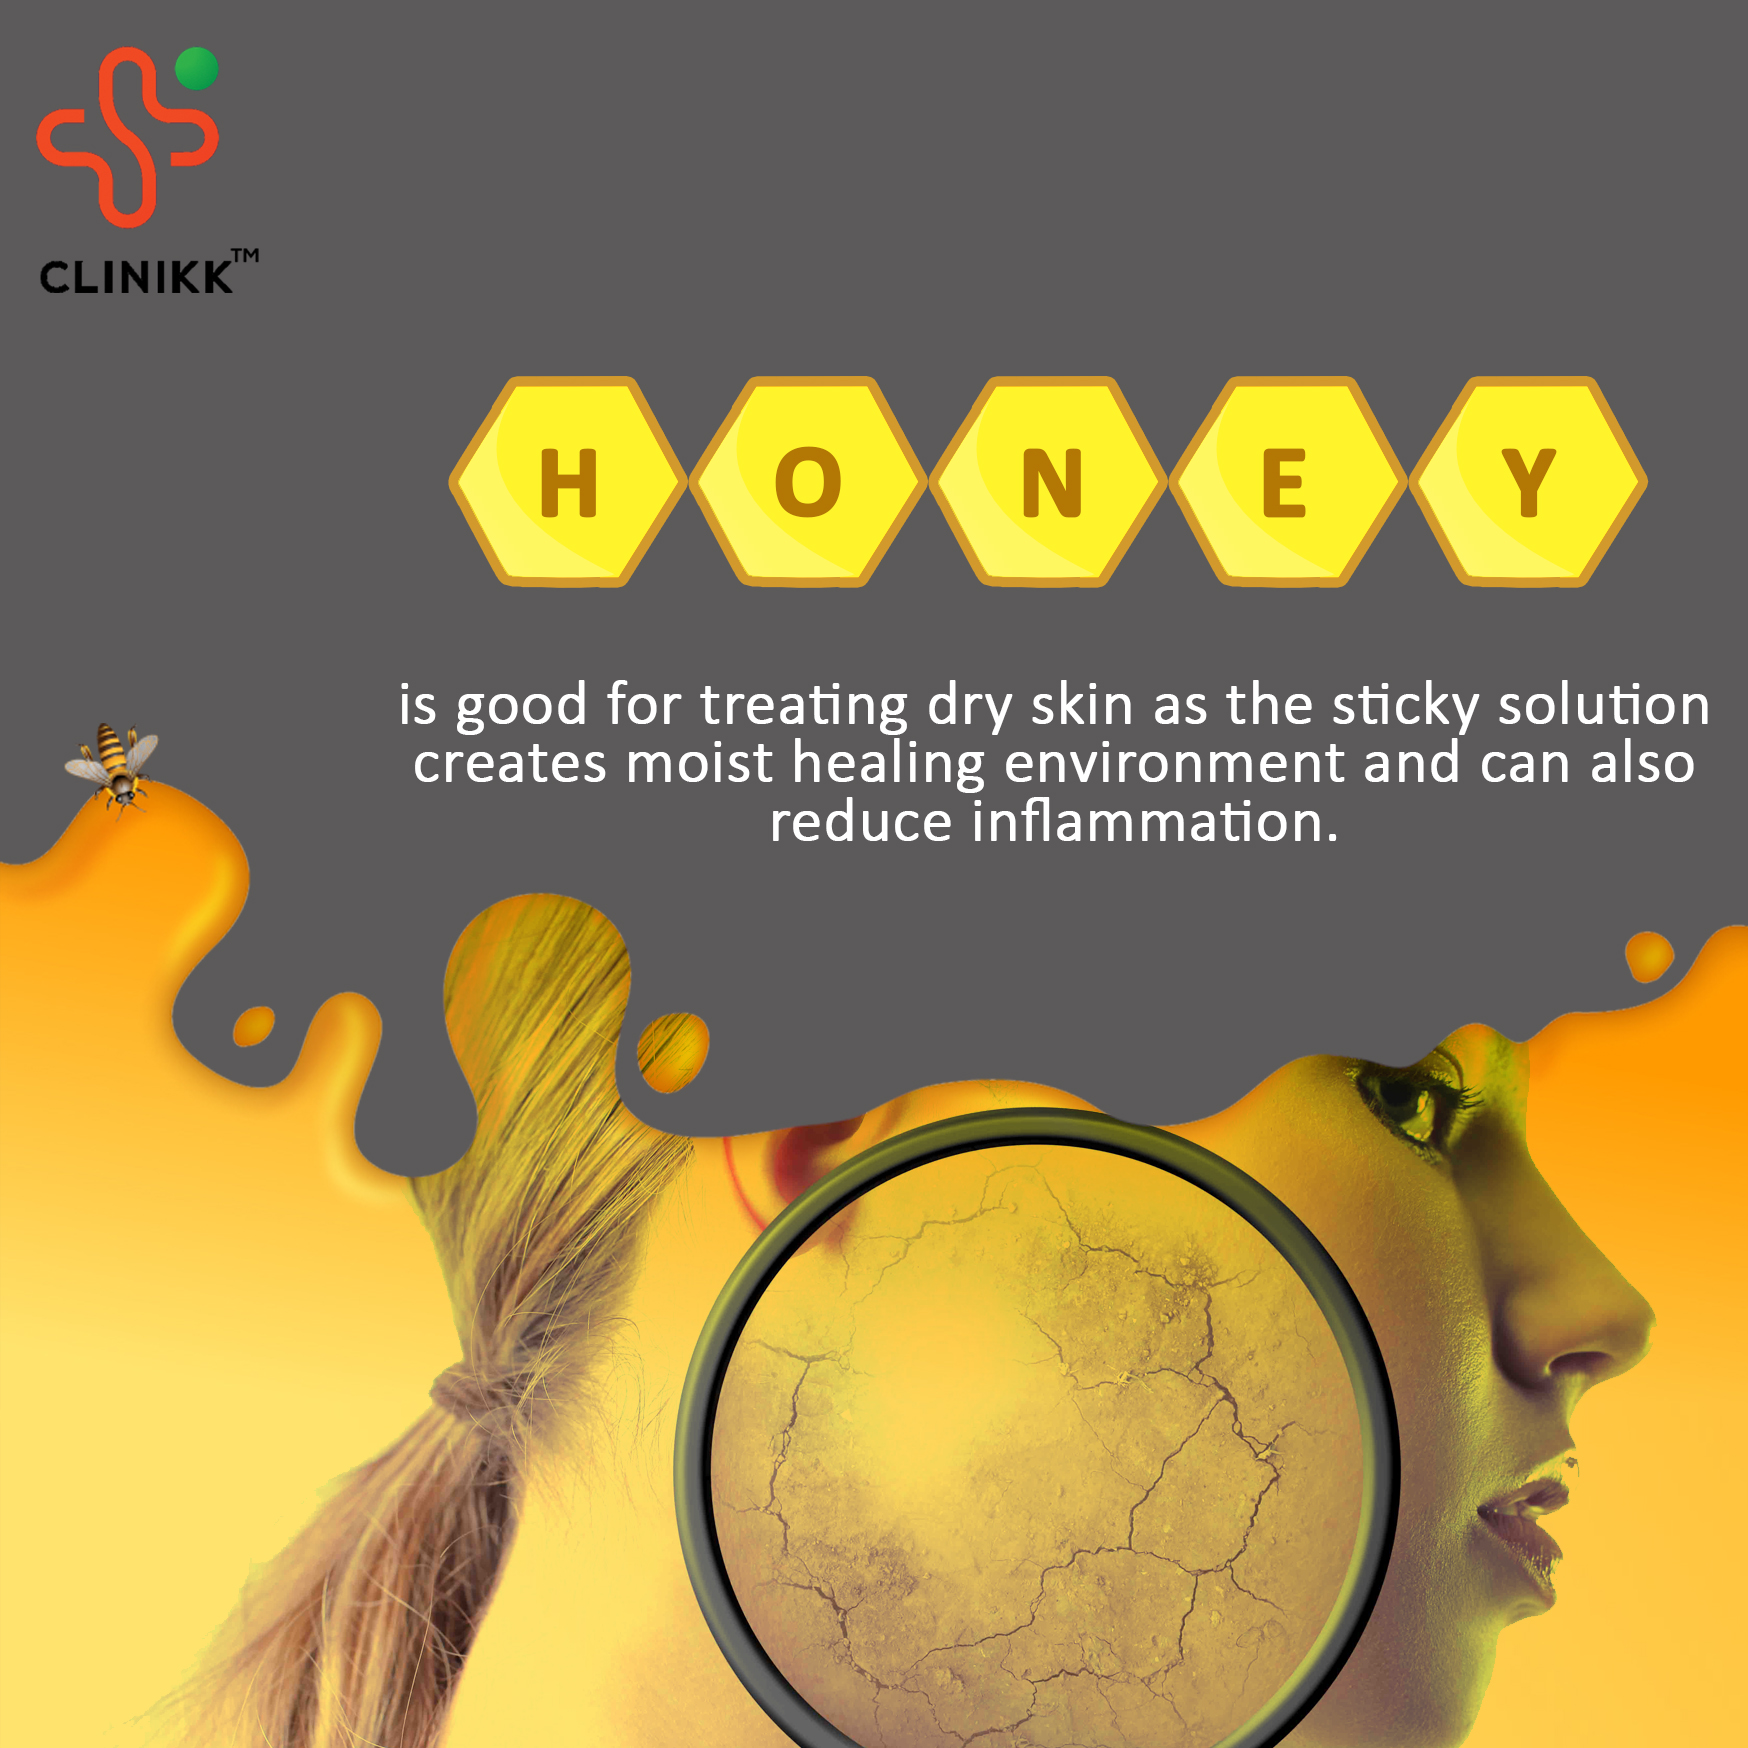 CLINIKK™
HONEY
is good for treating dry skin as the sticky solution
creates moist healing environment and can also
reduce inflammation.